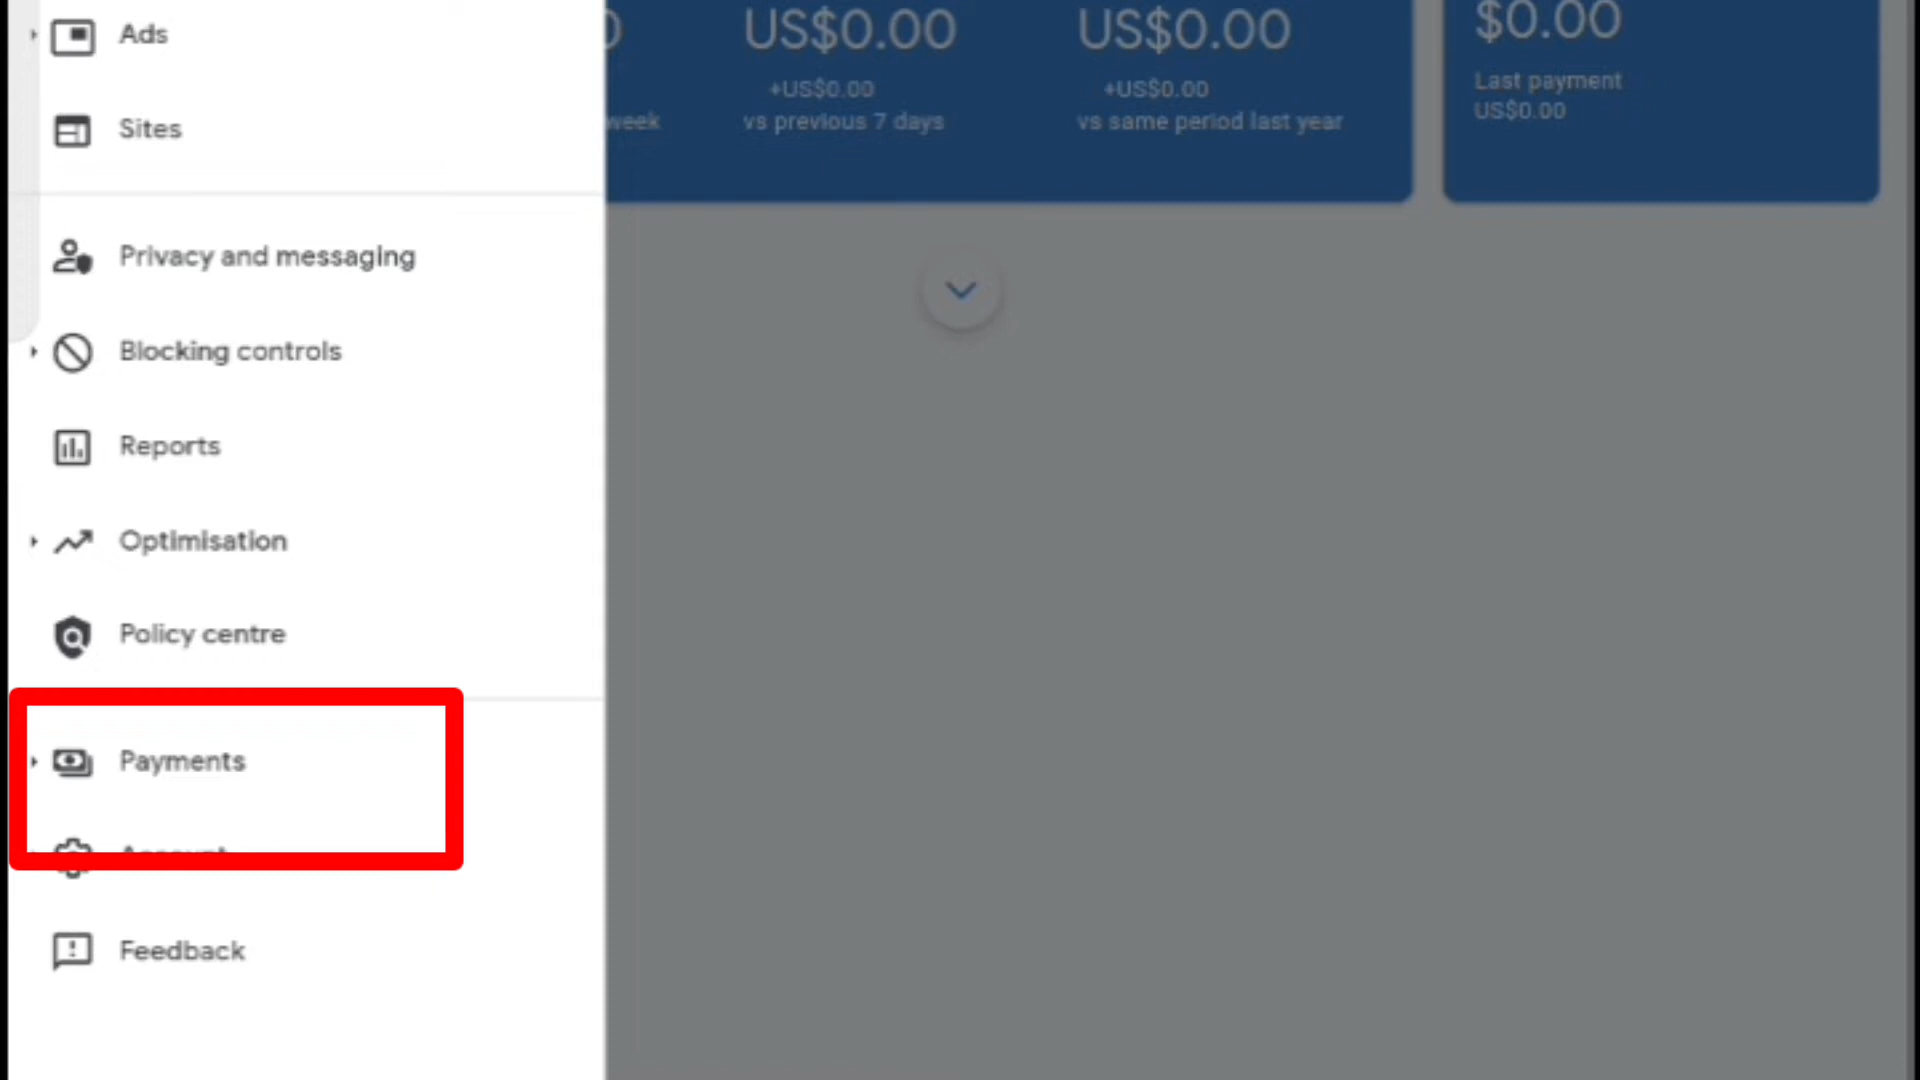 Ads
Sites
Privacy and messaging
Blocking controls
Reports
Optimisation
Policy centre
Payments
Feedback
US$0.00
+US$0.00
vs previous 7 days
US$0.00
+US$0.00
vs same period last year
week
$0.00
Last payment
US$0.00